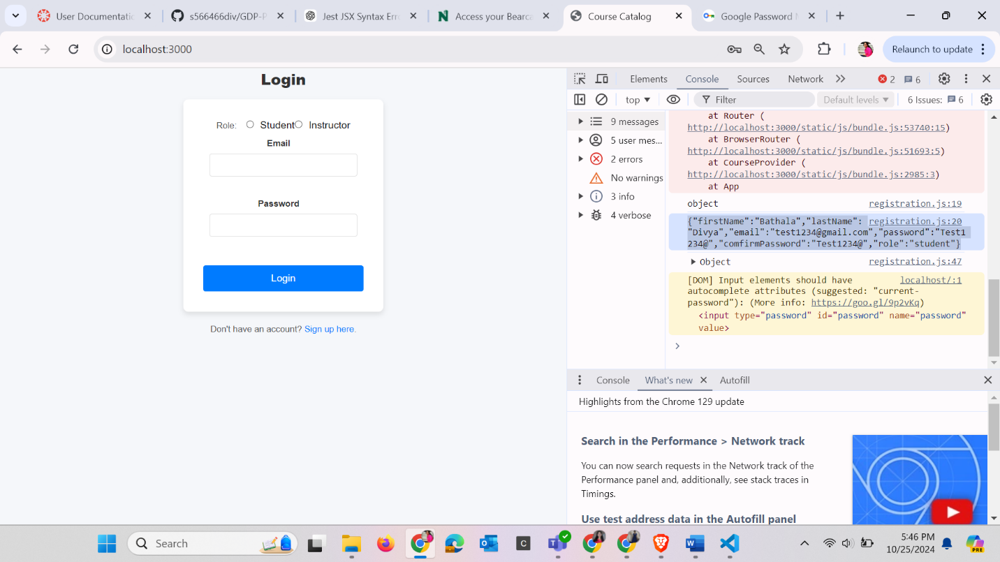 User Documentatio
s566466div/GDP-P
Jest JSX Syntax Erro
Access your Bearca
Course Catalog
Google Password M
localhost:3000
Relaunch to update
Login
Role: Student Instructor
Email
Password
Login
Don't have an account? Sign up here.
Elements Console Sources Network 2 6
top Filter Default levels 6 Issues: 6
9 messages
5 user mes...
2 errors
No warnings
3 info
4 verbose
at Router (
http://localhost:3000/static/js/bundle.js:53740:15)
at BrowserRouter (
http://localhost:3000/static/js/bundle.js:51693:5)
at CourseProvider (
http://localhost:3000/static/js/bundle.js:2985:3)
at App
object registration.js:19
{"firstName":"Bathala","lastName": registration.js:20
"Divya","email":"test1234@gmail.com","password":"Test1
234@","comfirmPassword":"Test1234@","role":"student"}
Object registration.js:47
[DOM] Input elements should have localhost/:1
autocomplete attributes (suggested: "current-
password"): (More info: https://goo.gl/9p2vKq)
<input type="password" id="password" name="password"
value>
Console What's new Autofill
Highlights from the Chrome 129 update
Search in the Performance > Network track
You can now search requests in the Network track of the
Performance panel and, additionally, see stack traces in
Timings.
Use test address data in the Autofill panel
Search
5:46 PM
10/25/2024
PRE